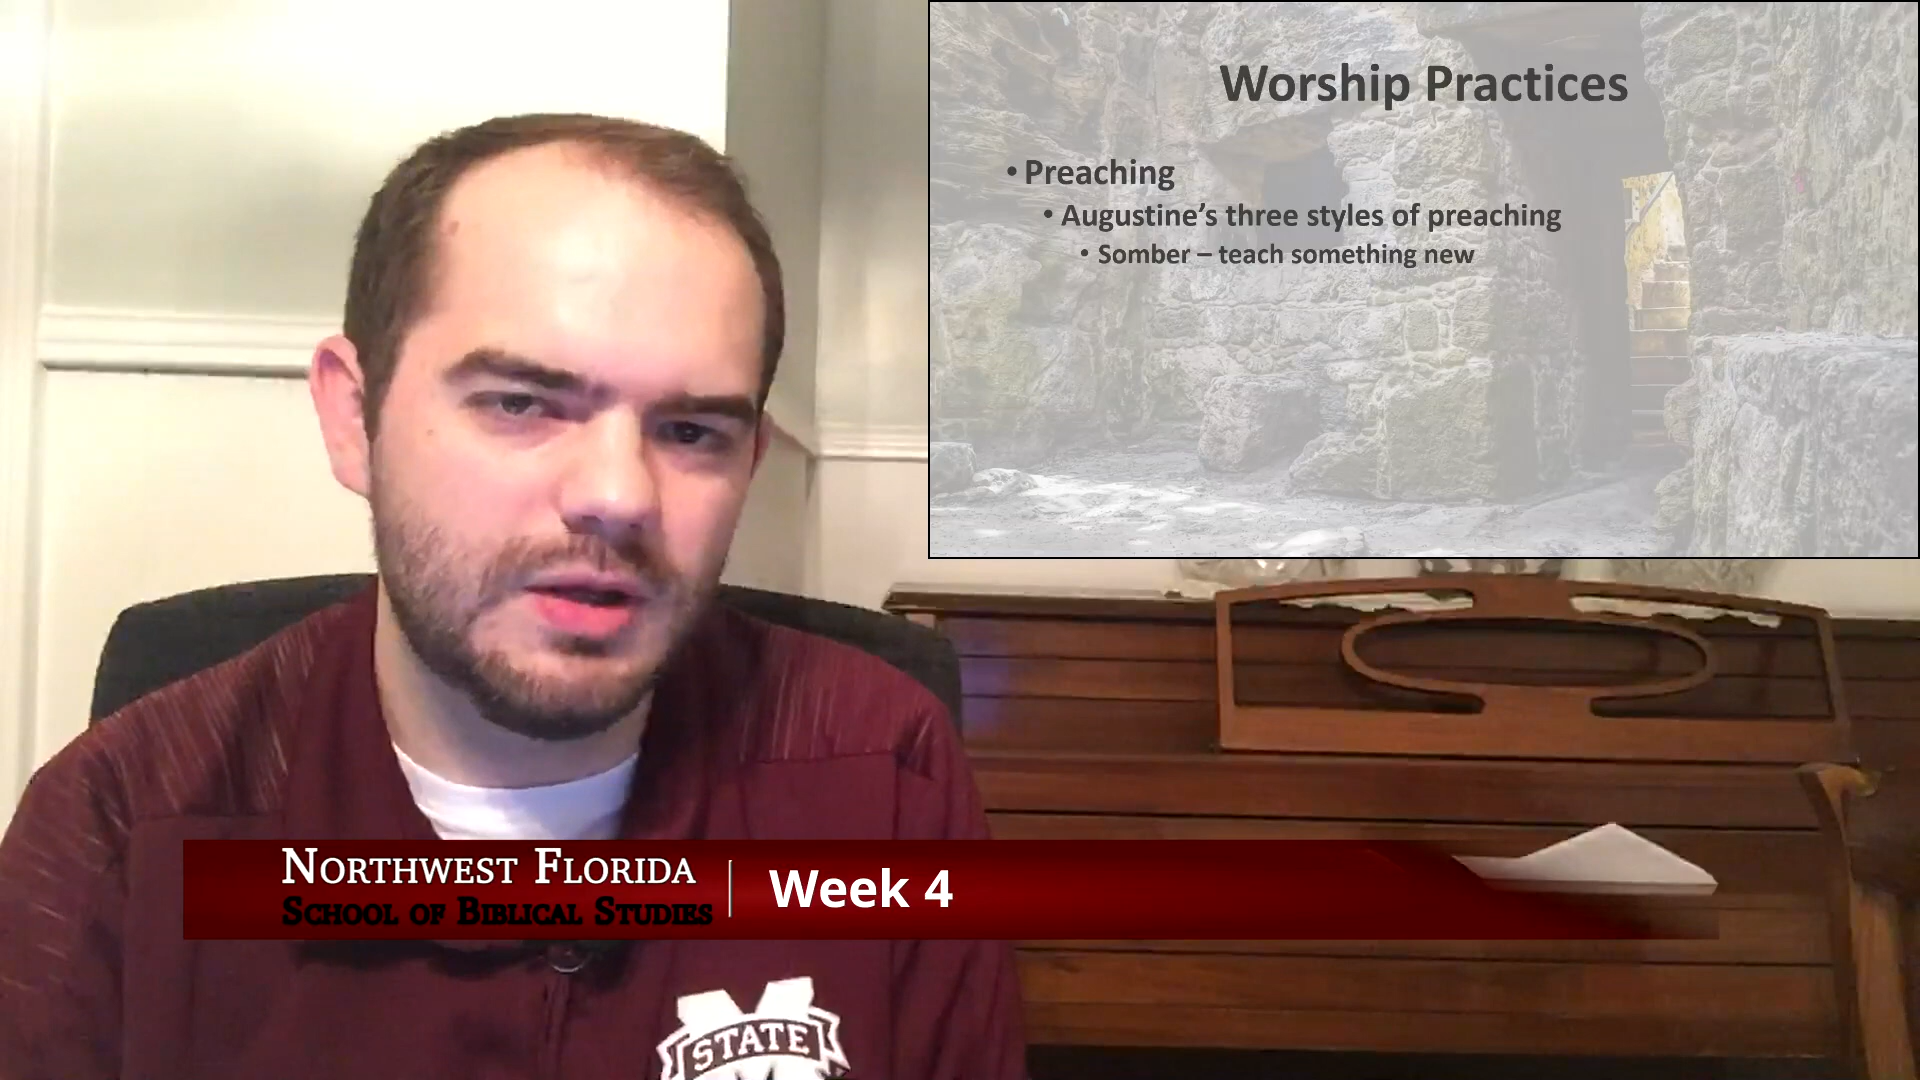 Worship Practices
• Preaching
• Augustine's three styles of preaching
• Somber – teach something new
NORTHWEST FLORIDA
SCHOOL OF BIBLICAL STUDIES
Week 4
STATE